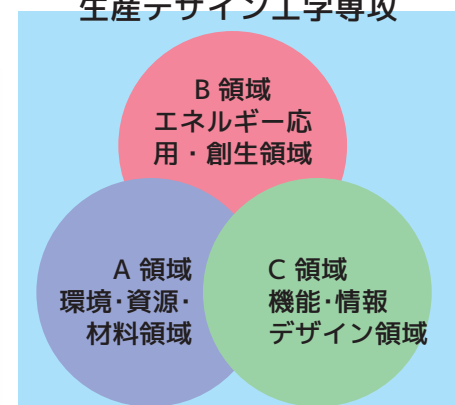 生産デザイン工学専攻
B 領域
エネルギー応
用・創生領域
A 領域
環境・資源・
材料領域
C 領域
機能・情報
デザイン領域